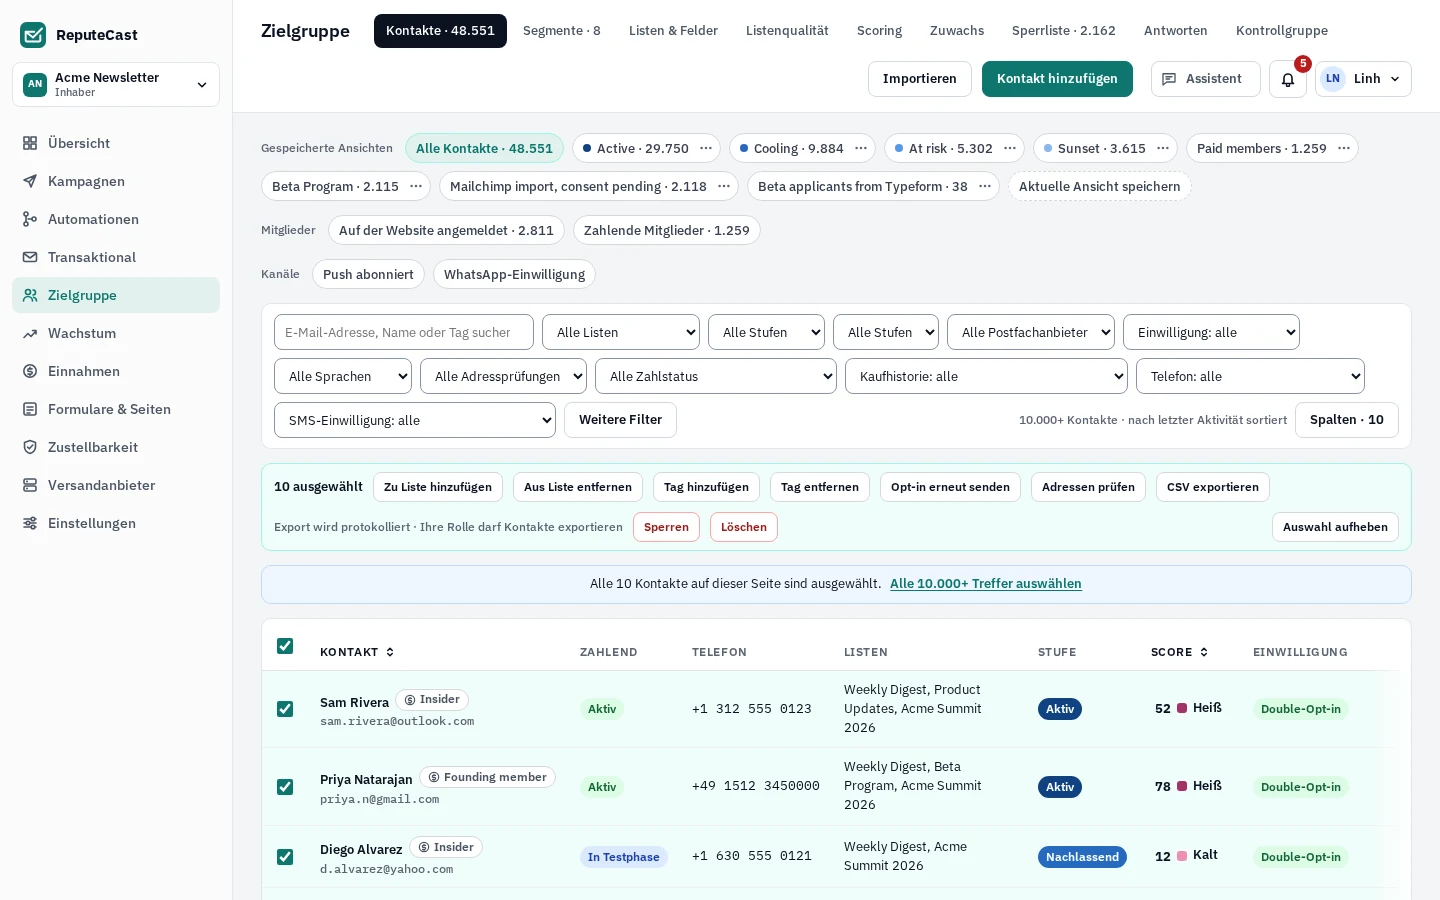 ReputeCast
AN
Acme Newsletter
Inhaber
Übersicht
Kampagnen
Automationen
Transaktional
Zielgruppe
Wachstum
Einnahmen
Formulare & Seiten
Zustellbarkeit
Versandanbieter
Einstellungen
Zielgruppe
Kontakte · 48.551
Segmente · 8
Listen & Felder
Listenqualität
Scoring
Zuwachs
Sperrliste · 2.162
Antworten
Kontrollgruppe
Importieren
Kontakt hinzufügen
Assistent
5
LN
Linh
Gespeicherte Ansichten
Alle Kontakte · 48.551
Active · 29.750 ···
Cooling · 9.884 ···
At risk · 5.302 ···
Sunset · 3.615 ···
Paid members · 1.259 ···
Beta Program · 2.115 ···
Mailchimp import, consent pending · 2.118 ···
Beta applicants from Typeform · 38 ···
Aktuelle Ansicht speichern
Mitglieder
Auf der Website angemeldet · 2.811
Zahlende Mitglieder · 1.259
Kanäle
Push abonniert
WhatsApp-Einwilligung
E-Mail-Adresse, Name oder Tag sucher
Alle Listen
Alle Stufen
Alle Stufen
Alle Postfachanbieter
Einwilligung: alle
Alle Sprachen
Alle Adressprüfungen
Alle Zahlstatus
Kaufhistorie: alle
Telefon: alle
SMS-Einwilligung: alle
Weitere Filter
10.000+ Kontakte · nach letzter Aktivität sortiert
Spalten · 10
10 ausgewählt
Zu Liste hinzufügen
Aus Liste entfernen
Tag hinzufügen
Tag entfernen
Opt-in erneut senden
Adressen prüfen
CSV exportieren
Export wird protokolliert · Ihre Rolle darf Kontakte exportieren
Sperren
Löschen
Auswahl aufheben
Alle 10 Kontakte auf dieser Seite sind ausgewählt. Alle 10.000+ Treffer auswählen
KONTAKT
ZAHLEND
TELEFON
LISTEN
STUFE
SCORE
EINWILLIGUNG
Sam Rivera
Insider
sam.rivera@outlook.com
Aktiv
+1 312 555 0123
Weekly Digest, Product
Updates, Acme Summit
2026
Aktiv
52 Heiß
Double-Opt-in
Priya Natarajan
Founding member
priya.n@gmail.com
Aktiv
+49 1512 3450000
Weekly Digest, Beta
Program, Acme Summit
2026
Aktiv
78 Heiß
Double-Opt-in
Diego Alvarez
Insider
d.alvarez@yahoo.com
In Testphase
+1 630 555 0121
Weekly Digest, Acme
Summit 2026
Nachlassend
12 Kalt
Double-Opt-in